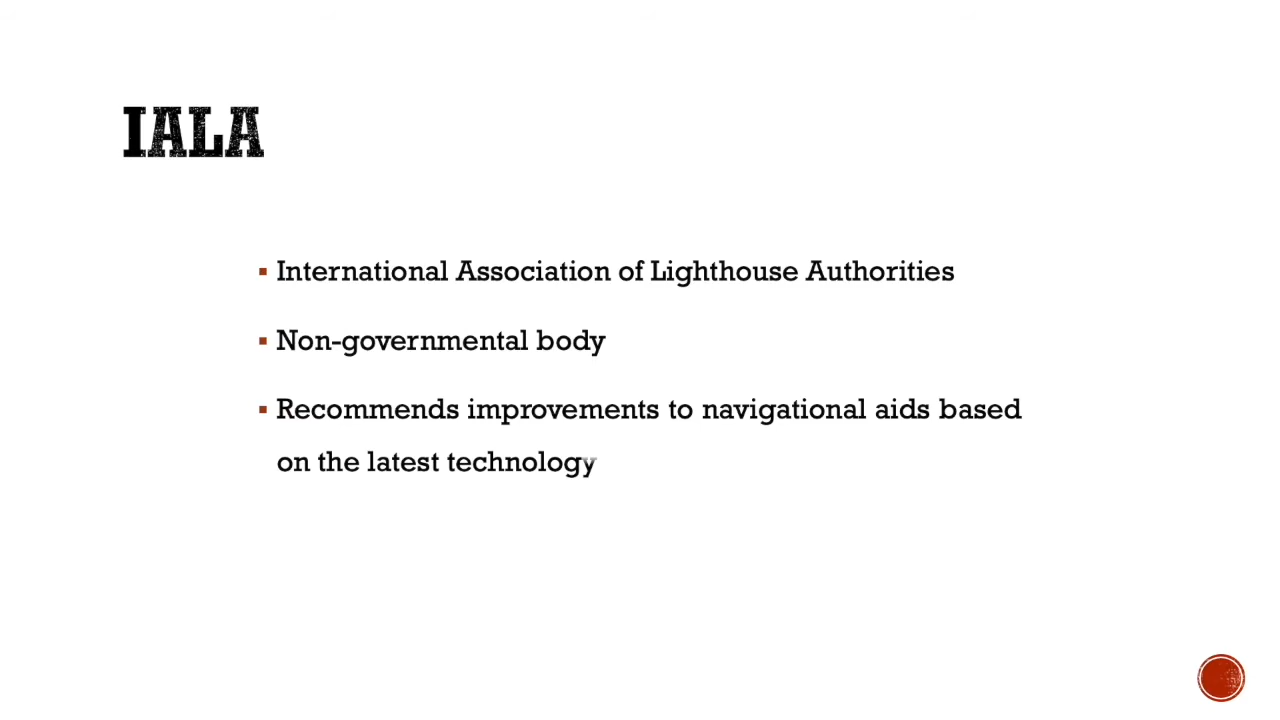 IALA
▪ International Association of Lighthouse Authorities
▪ Non-governmental body
▪ Recommends improvements to navigational aids based
on the latest technology